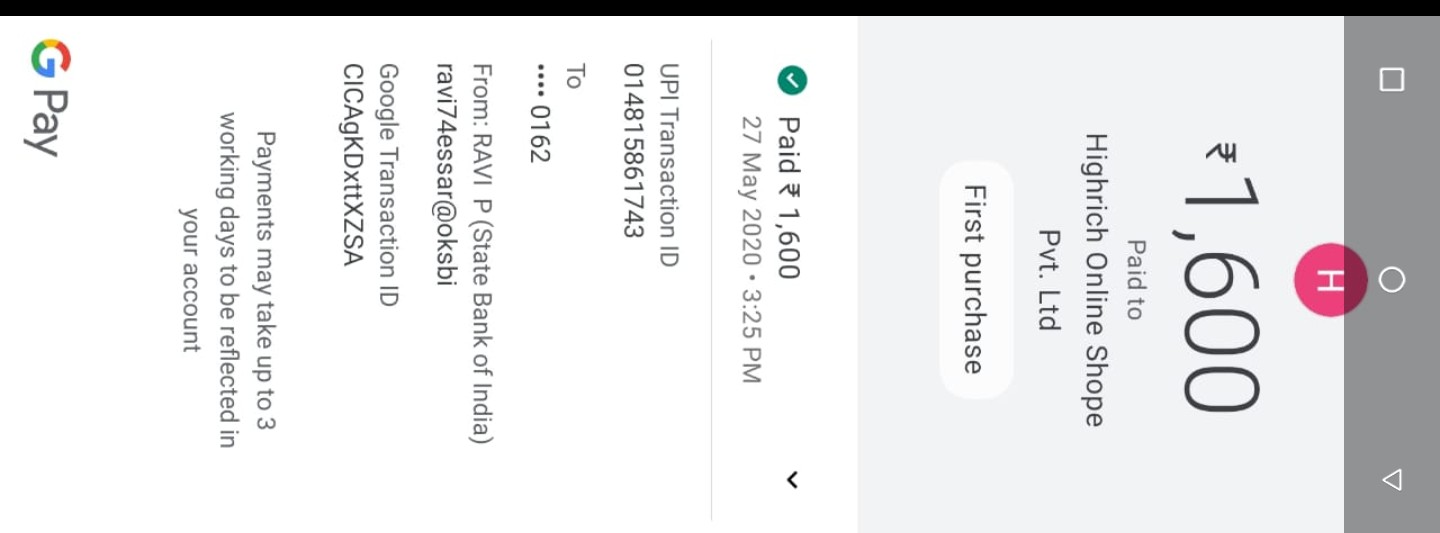 H
₹1,600
Paid to
Highrich Online Shope
Pvt. Ltd
First purchase
Paid ₹ 1,600
27 May 2020 • 3:25 PM
UPI Transaction ID
014815861743
To
•••• 0162
From: RAVI P (State Bank of India)
ravi74essar@oksbi
Google Transaction ID
CICAgKDxttXZSA
Payments may take up to 3
working days to be reflected in
your account
G Pay